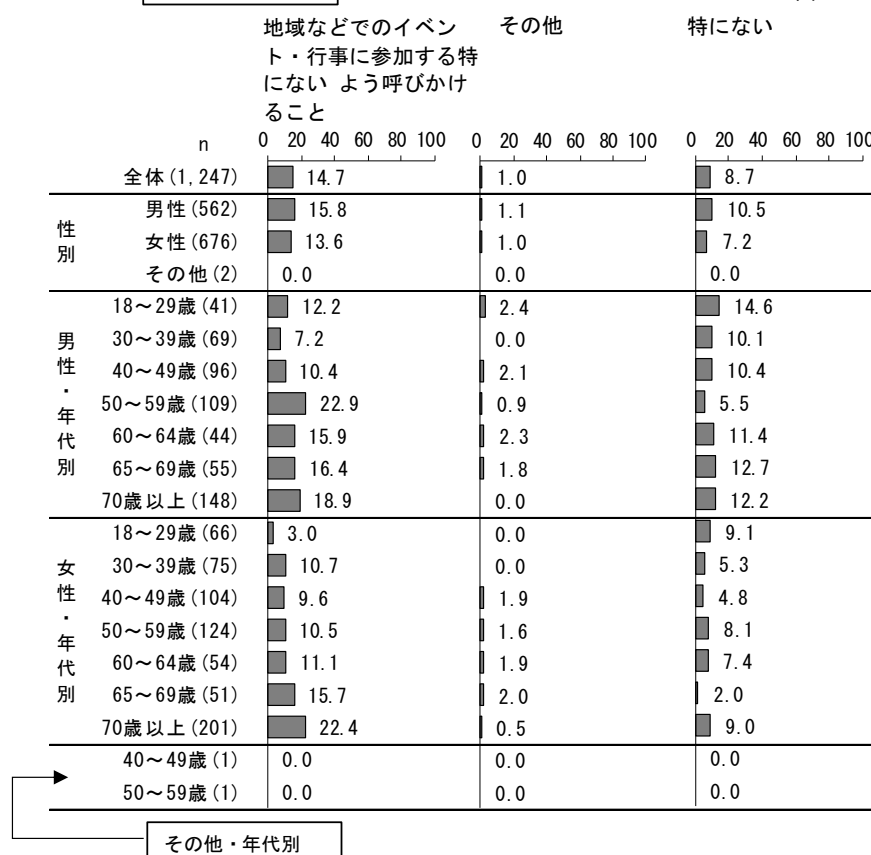 地域などでのイベン その他 特にない
ト・行事に参加する特
にない よう呼びかけ
ること
n 0 20 40 60 80 100 0 20 40 60 80 100 0 20 40 60 80 100
全体(1,247) 14.7 1.0 8.7
性別
男性(562) 15.8 1.1 10.5
女性(676) 13.6 1.0 7.2
その他(2) 0.0 0.0 0.0
男性・年代別
18～29歳(41) 12.2 2.4 14.6
30～39歳(69) 7.2 0.0 10.1
40～49歳(96) 10.4 2.1 10.4
50～59歳(109) 22.9 0.9 5.5
60～64歳(44) 15.9 2.3 11.4
65～69歳(55) 16.4 1.8 12.7
70歳以上(148) 18.9 0.0 12.2
女性・年代別
18～29歳(66) 3.0 0.0 9.1
30～39歳(75) 10.7 0.0 5.3
40～49歳(104) 9.6 1.9 4.8
50～59歳(124) 10.5 1.6 8.1
60～64歳(54) 11.1 1.9 7.4
65～69歳(51) 15.7 2.0 2.0
70歳以上(201) 22.4 0.5 9.0
40～49歳(1) 0.0 0.0 0.0
50～59歳(1) 0.0 0.0 0.0
その他・年代別